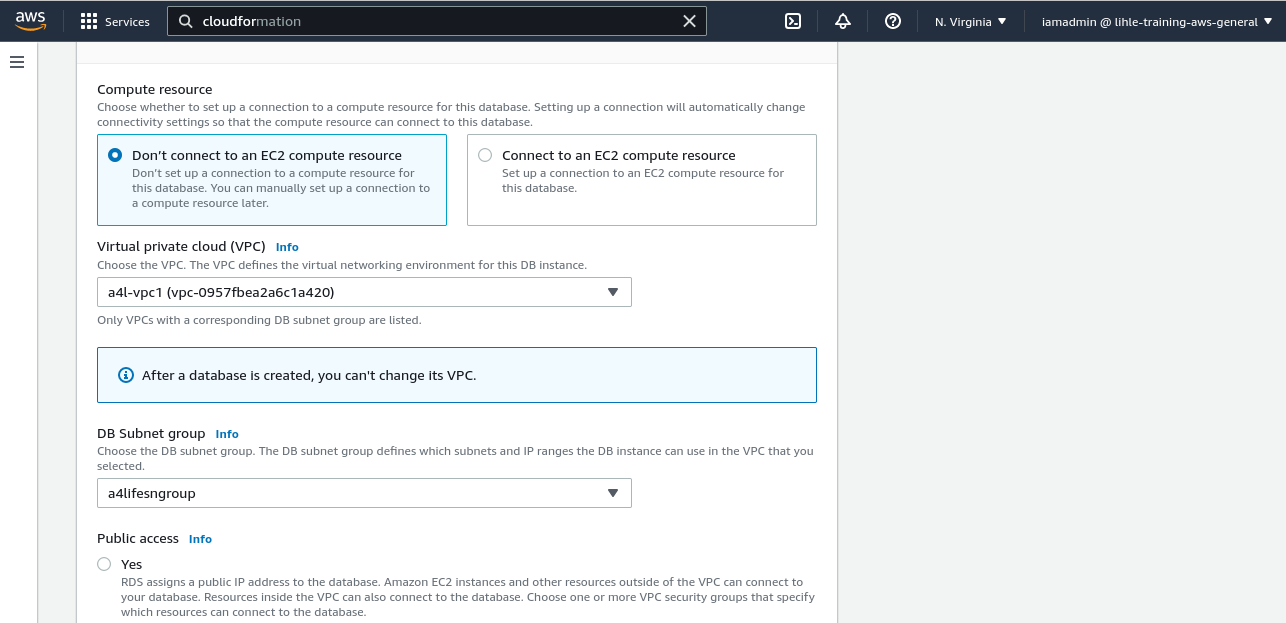 aws
Services
cloudformation
N. Virginia
iamadmin @ lihle-training-aws-general
Compute resource
Choose whether to set up a connection to a compute resource for this database. Setting up a connection will automatically change
connectivity settings so that the compute resource can connect to this database.
Don't connect to an EC2 compute resource
Don't set up a connection to a compute resource for
this database. You can manually set up a connection to
a compute resource later.
Connect to an EC2 compute resource
Set up a connection to an EC2 compute resource for
this database.
Virtual private cloud (VPC) Info
Choose the VPC. The VPC defines the virtual networking environment for this DB instance.
a4l-vpc1 (vpc-0957fbea2a6c1a420)
Only VPCs with a corresponding DB subnet group are listed.
After a database is created, you can't change its VPC.
DB Subnet group Info
Choose the DB subnet group. The DB subnet group defines which subnets and IP ranges the DB instance can use in the VPC that you
selected.
a4lifesngroup
Public access Info
Yes
RDS assigns a public IP address to the database. Amazon EC2 instances and other resources outside of the VPC can connect to
your database. Resources inside the VPC can also connect to the database. Choose one or more VPC security groups that specify
which resources can connect to the database.